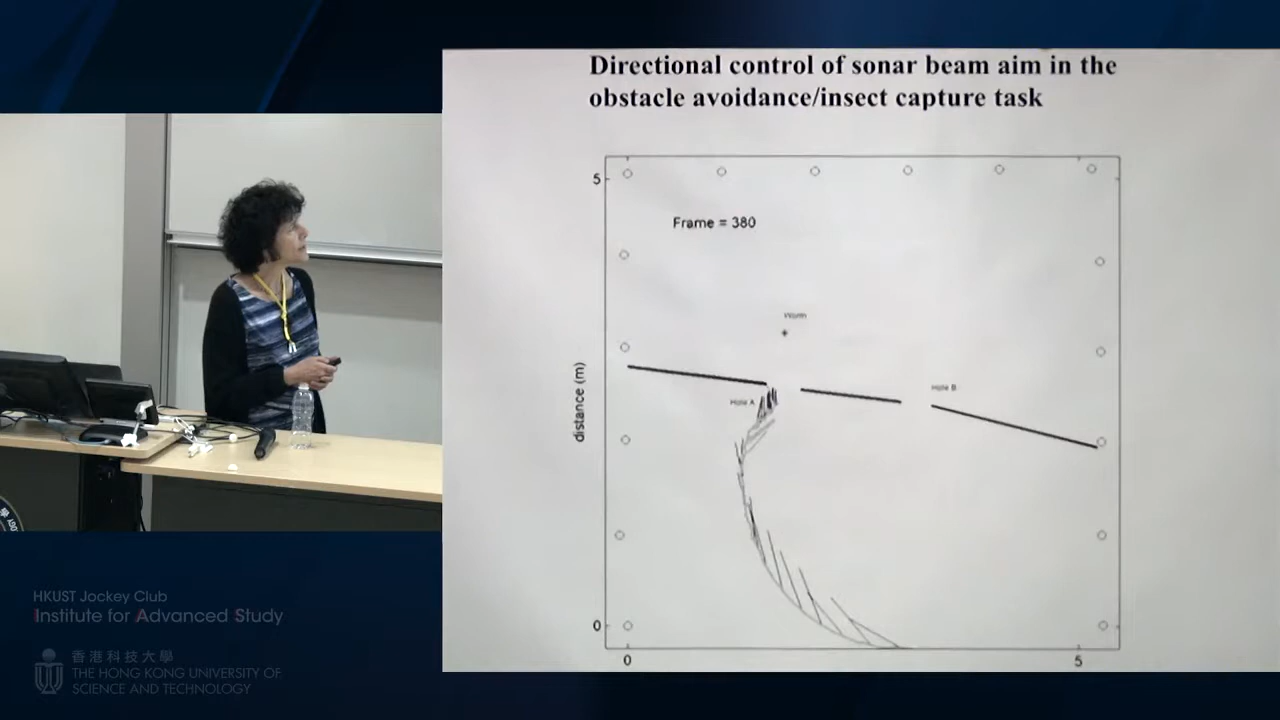 Directional control of sonar beam aim in the
obstacle avoidance/insect capture task
5
Frame = 380
Worm
Hole A
Hole B
distance (m)
0
0
5
HKUST Jockey Club
Institute for Advanced Study
香港科技大學
THE HONG KONG UNIVERSITY OF
SCIENCE AND TECHNOLOGY